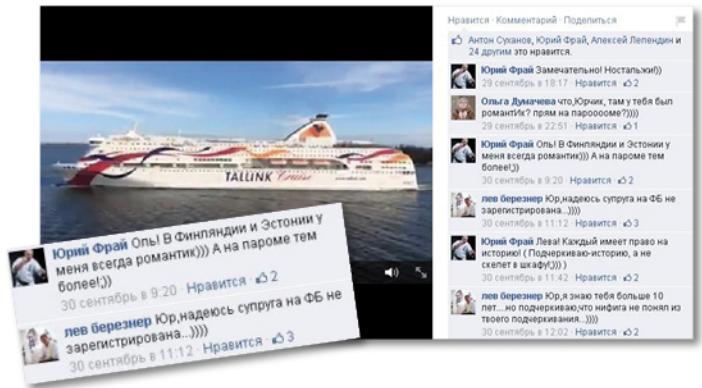 TALLINK Cruise
Нравится · Комментарий · Поделиться
Антон Суханов, Юрий Фрай, Алексей Лепендин и
24 другим это нравится.
Юрий Фрай Замечательно! Ностальжи!))
29 сентябрь в 18:17 · Нравится · 2
Ольга Думачева что,Юрчик, там у тебя был
романтИк? прям на парооооме?))))
29 сентябрь в 22:51 · Нравится · 1
Юрий Фрай Оль! В Финляндии и Эстонии у
меня всегда романтик))) А на пароме тем
более!;))
30 сентябрь в 9:20 · Нравится · 2
лев березнер Юр,надеюсь супруга на ФБ не
зарегистрирована...))))
30 сентябрь в 11:12 · Нравится · 3
Юрий Фрай Лева! Каждый имеет право на
историю! ( Подчеркиваю-историю, а не
скелет в шкафу!;))) )
30 сентябрь в 11:42 · Нравится · 2
лев березнер Юр,я знаю тебя больше 10
лет....но подчеркиваю,что нифига не понял из
твоего подчеркивания...))))
30 сентябрь в 12:02 · Нравится · 2
Юрий Фрай Оль! В Финляндии и Эстонии у
меня всегда романтик))) А на пароме тем
более!;))
30 сентябрь в 9:20 · Нравится · 2
лев березнер Юр,надеюсь супруга на ФБ не
зарегистрирована...))))
30 сентябрь в 11:12 · Нравится · 3